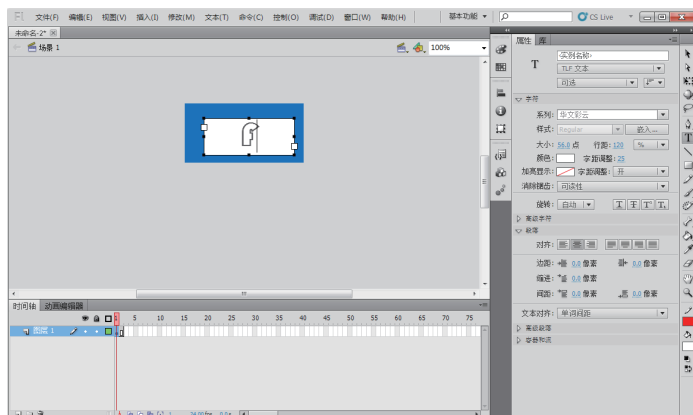 Fl 文件(F) 编辑(E) 视图(V) 插入(I) 修改(M) 文本(T) 命令(C) 控制(O) 调试(D) 窗口(W) 帮助(H) 基本功能 CS Live
未命名-2*
场景 1 100%
属性 库
<实例名称>
T TLF 文本
可选
字符
系列: 华文彩云
样式: Regular 嵌入...
大小: 56.0 点 行距: 120 %
颜色: 字距调整: 25
加亮显示: 字距调整: 开
消除锯齿: 可读性
旋转: 自动 T T T¹ T₁
高级字符
段落
对齐:
边距: 0.0 像素 0.0 像素
缩进: 0.0 像素
间距: 0.0 像素 0.0 像素
文本对齐: 单词间距
高级段落
容器和流
时间轴 动画编辑器
1 5 10 15 20 25 30 35 40 45 50 55 60 65 70 75
图层 1
1 24.00 fps 0.0 s